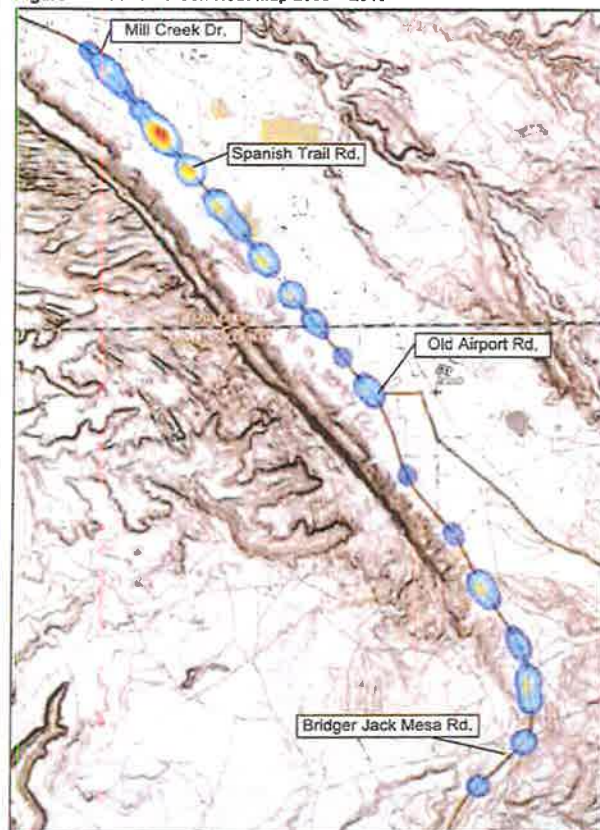 Mill Creek Dr.
Spanish Trail Rd.
Old Airport Rd.
Bridger Jack Mesa Rd.